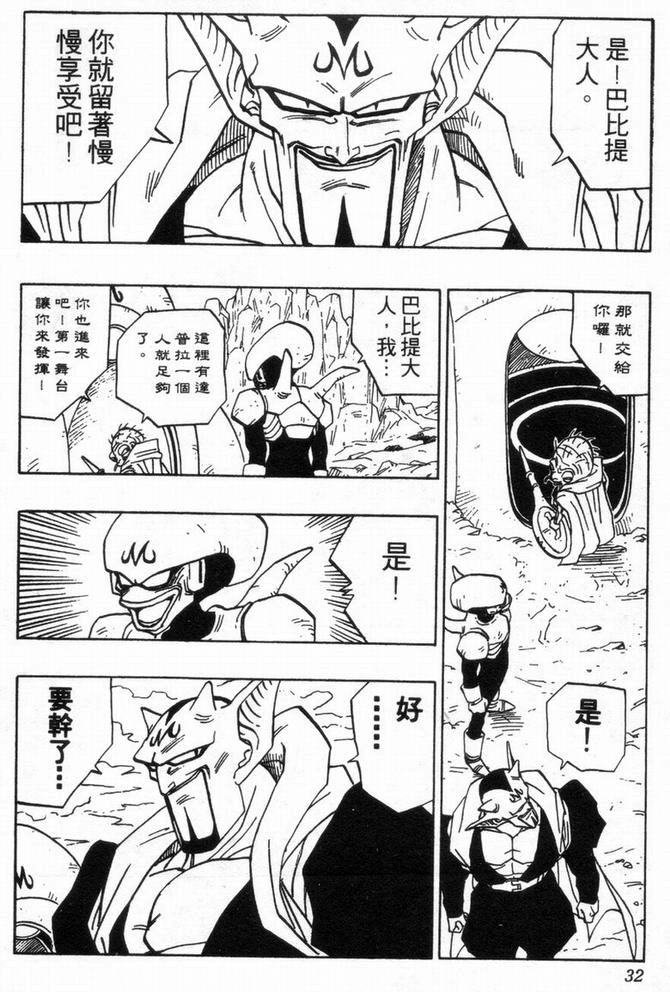 是！巴比提
大人。
你就留著慢
慢享受吧！
那就交給
你囉！
是！
巴比提大
人，我…
這裡有達
普拉一個
人就足夠
了。
你也進來
吧！第一舞台
讓你來發揮！
是！
好
……
要幹了…
32